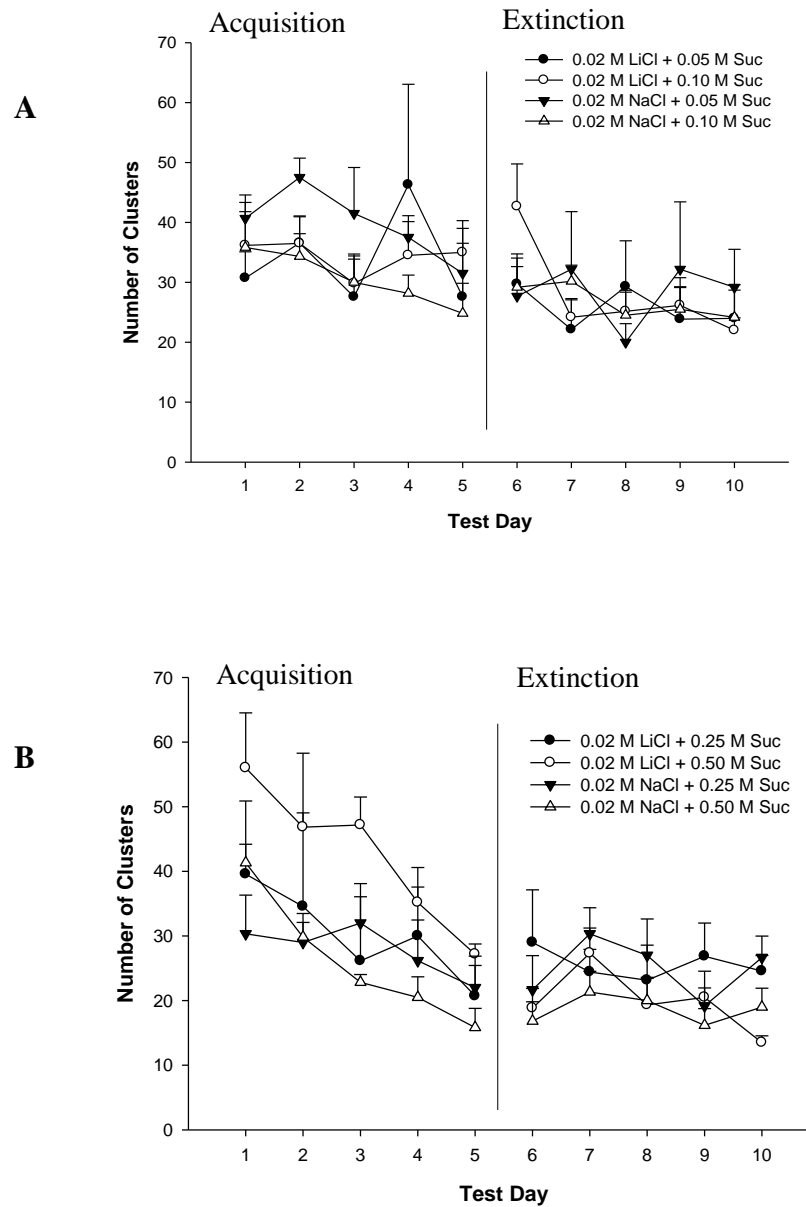 Acquisition
Extinction
A
Number of Clusters
70
60
50
40
30
20
10
0
0.02 M LiCl + 0.05 M Suc
0.02 M LiCl + 0.10 M Suc
0.02 M NaCl + 0.05 M Suc
0.02 M NaCl + 0.10 M Suc
1 2 3 4 5 6 7 8 9 10
Test Day
Acquisition
Extinction
B
Number of Clusters
70
60
50
40
30
20
10
0
0.02 M LiCl + 0.25 M Suc
0.02 M LiCl + 0.50 M Suc
0.02 M NaCl + 0.25 M Suc
0.02 M NaCl + 0.50 M Suc
1 2 3 4 5 6 7 8 9 10
Test Day